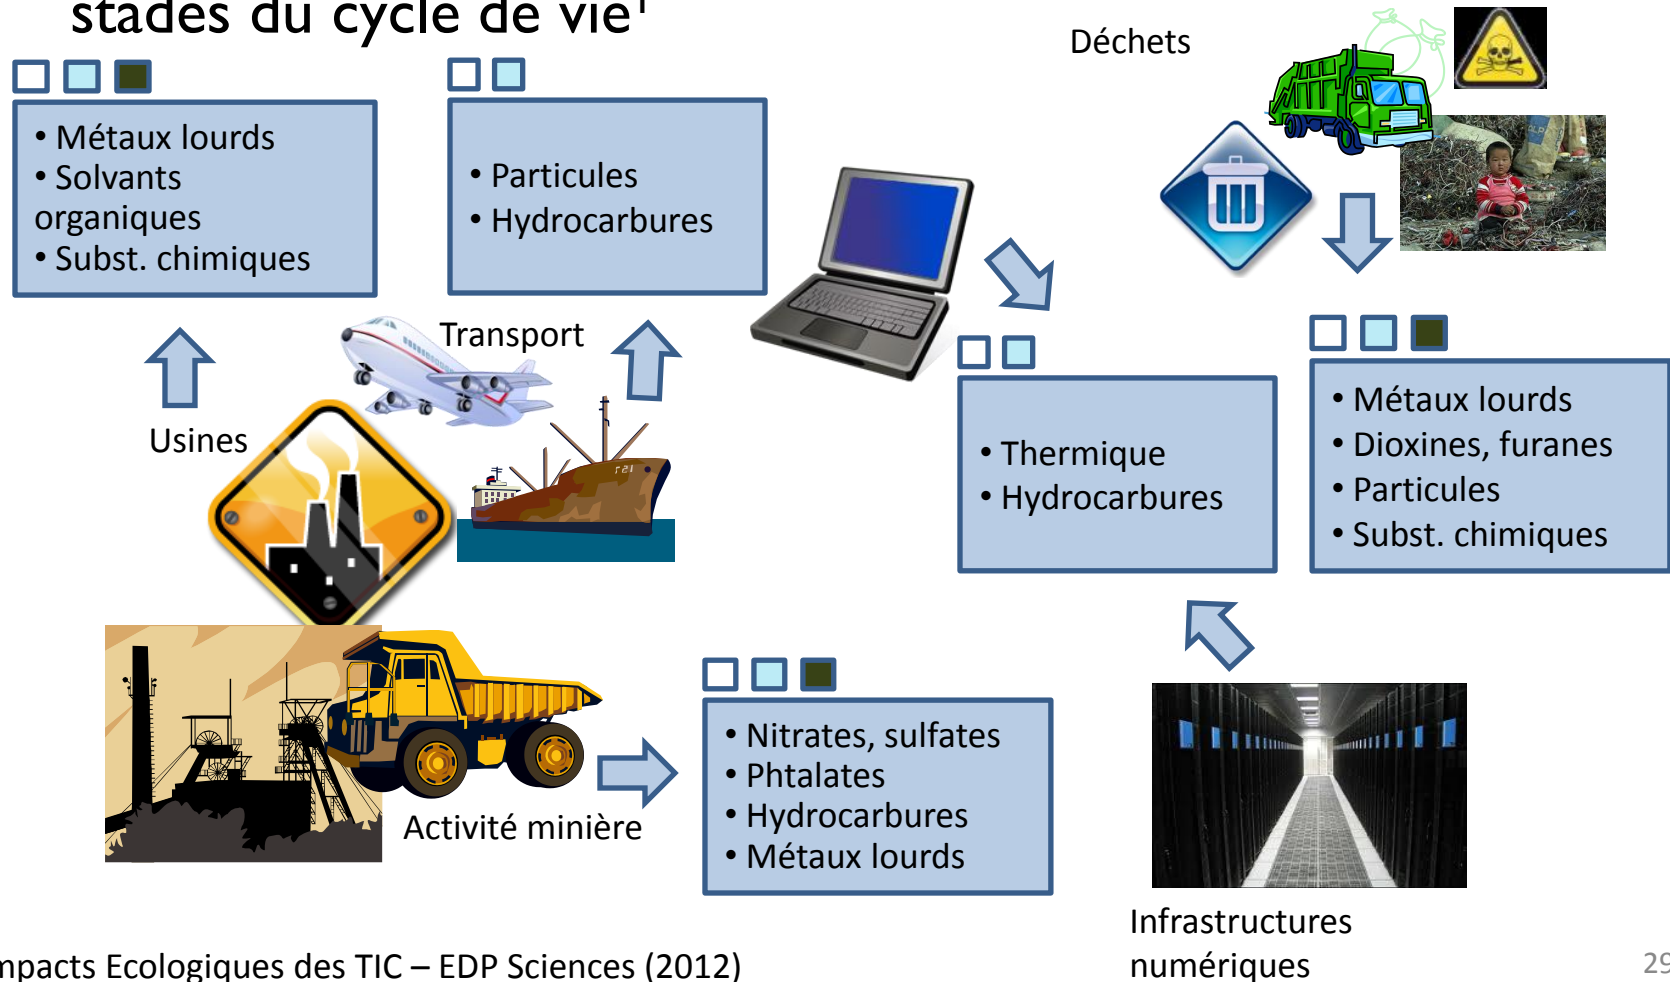 stades du cycle de vie¹
Déchets
• Métaux lourds
• Solvants
organiques
• Subst. chimiques
• Particules
• Hydrocarbures
Transport
Usines
• Thermique
• Hydrocarbures
• Métaux lourds
• Dioxines, furanes
• Particules
• Subst. chimiques
Activité minière
• Nitrates, sulfates
• Phtalates
• Hydrocarbures
• Métaux lourds
Infrastructures
numériques
mpacts Ecologiques des TIC – EDP Sciences (2012)
29